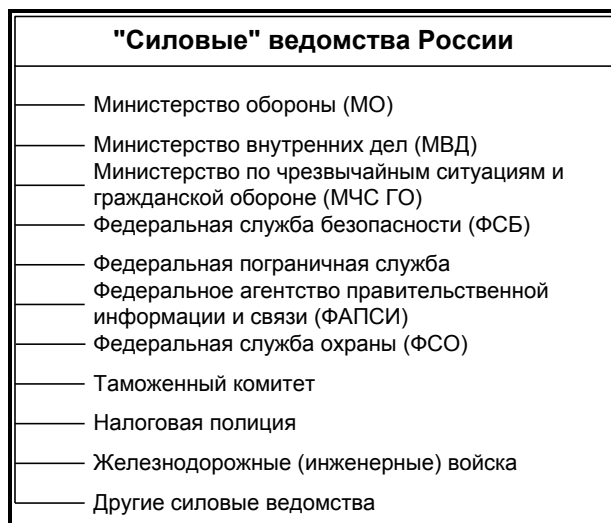 "Силовые" ведомства России
Министерство обороны (МО)
Министерство внутренних дел (МВД)
Министерство по чрезвычайным ситуациям и
гражданской обороне (МЧС ГО)
Федеральная служба безопасности (ФСБ)
Федеральная пограничная служба
Федеральное агентство правительственной
информации и связи (ФАПСИ)
Федеральная служба охраны (ФСО)
Таможенный комитет
Налоговая полиция
Железнодорожные (инженерные) войска
Другие силовые ведомства